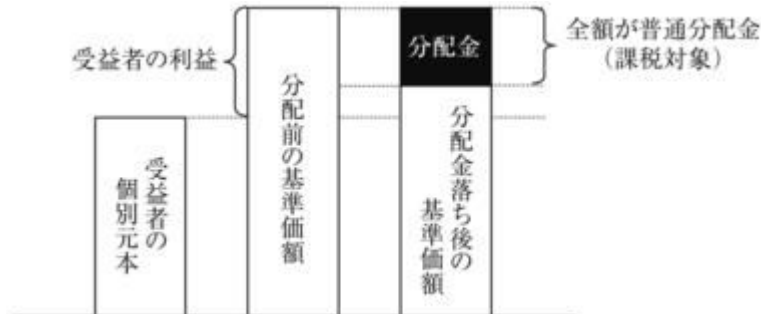 受益者の利益
受益者の
個別元本
分配前の基準価額
分配金
分配金落ち後の
基準価額
全額が普通分配金
（課税対象）